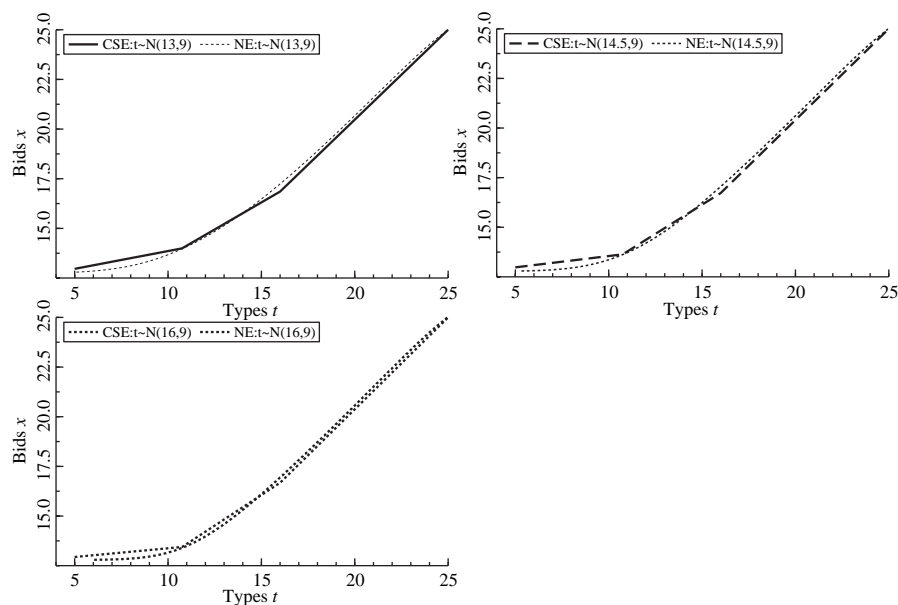 CSE:t~N(13,9) NE:t~N(13,9)
Bids x
25.0
22.5
20.0
17.5
15.0
5 10 15 20 25
Types t
CSE:t~N(14.5,9) NE:t~N(14.5,9)
Bids x
25.0
22.5
20.0
17.5
15.0
5 10 15 20 25
Types t
CSE:t~N(16,9) NE:t~N(16,9)
Bids x
25.0
22.5
20.0
17.5
15.0
5 10 15 20 25
Types t